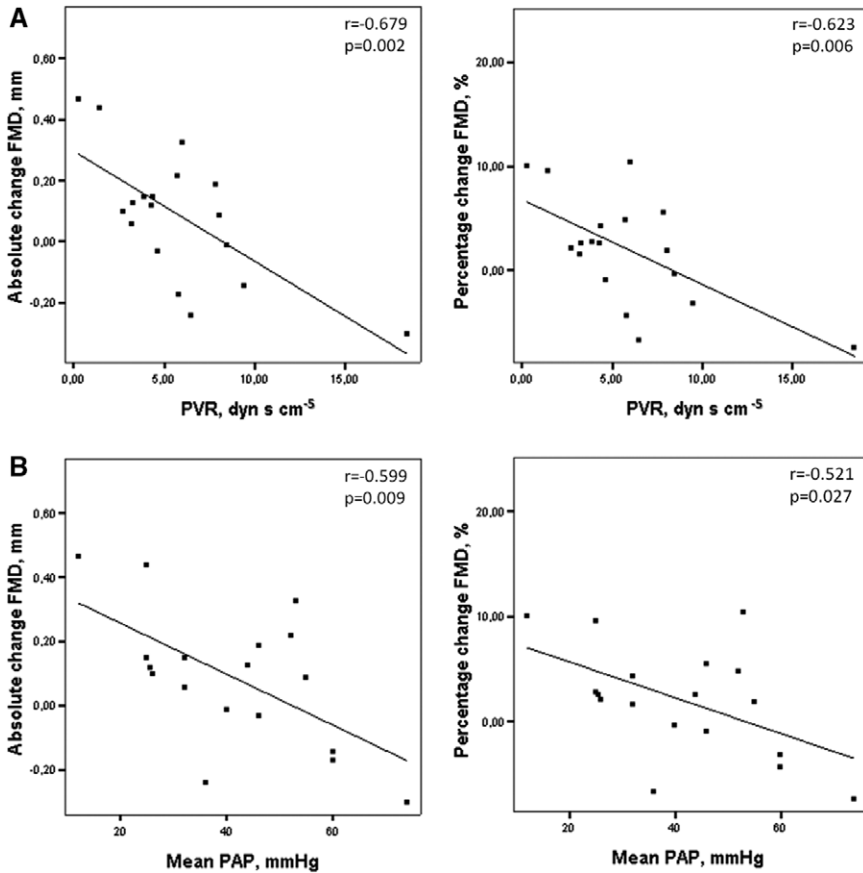 A
r=-0.679
p=0.002
Absolute change FMD, mm
0,60
0,40
0,20
0,00
-0,20
0,00 5,00 10,00 15,00
PVR, dyn s cm-5
r=-0.623
p=0.006
Percentage change FMD, %
20,00
10,00
0,00
0,00 5,00 10,00 15,00
PVR, dyn s cm-5
B
r=-0.599
p=0.009
Absolute change FMD, mm
0,60
0,40
0,20
0,00
-0,20
20 40 60
Mean PAP, mmHg
r=-0.521
p=0.027
Percentage change FMD, %
20,00
10,00
0,00
20 40 60
Mean PAP, mmHg